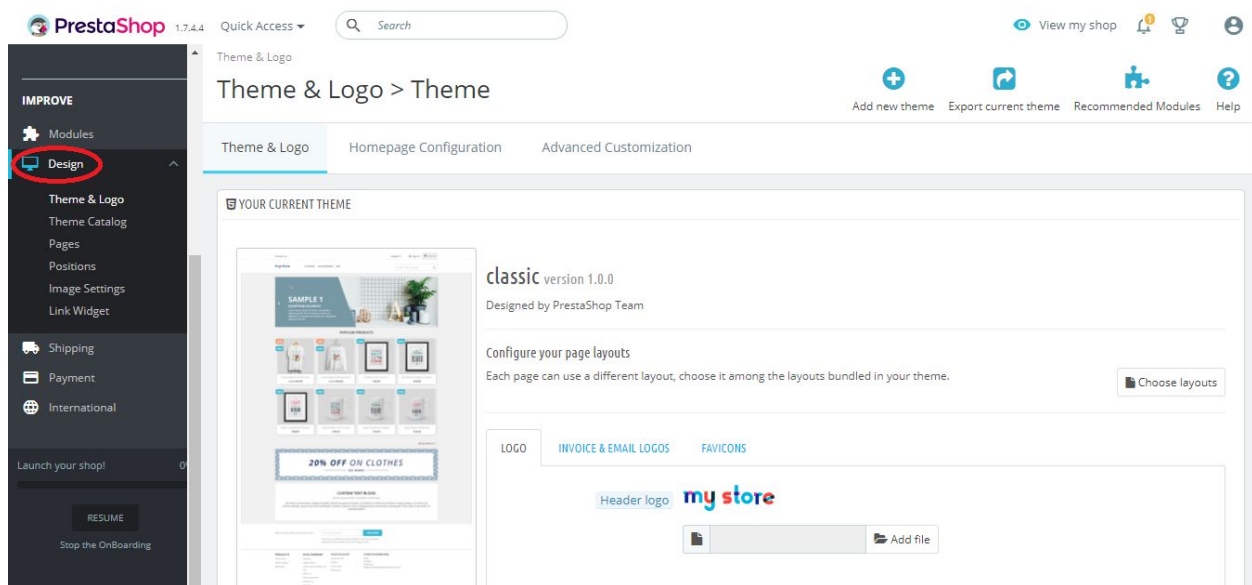 PrestaShop 1.7.4.4 Quick Access Search View my shop 1
IMPROVE
Modules
Design
Theme & Logo
Theme Catalog
Pages
Positions
Image Settings
Link Widget
Shipping
Payment
International
Launch your shop!
RESUME
Stop the OnBoarding
Theme & Logo
Theme & Logo > Theme
Add new theme Export current theme Recommended Modules Help
Theme & Logo Homepage Configuration Advanced Customization
YOUR CURRENT THEME
SAMPLE 1
20% OFF ON CLOTHES
classic version 1.0.0
Designed by PrestaShop Team
Configure your page layouts
Each page can use a different layout, choose it among the layouts bundled in your theme.
Choose layouts
LOGO INVOICE & EMAIL LOGOS FAVICONS
Header logo my store
Add file